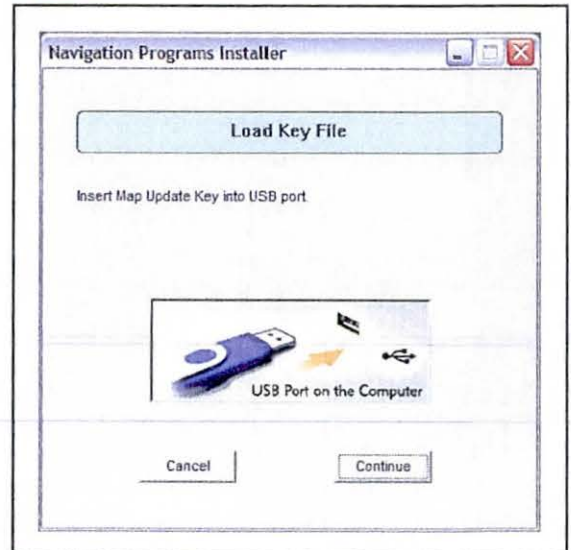 Navigation Programs Installer
Load Key File
Insert Map Update Key into USB port
USB Port on the Computer
Cancel
Continue